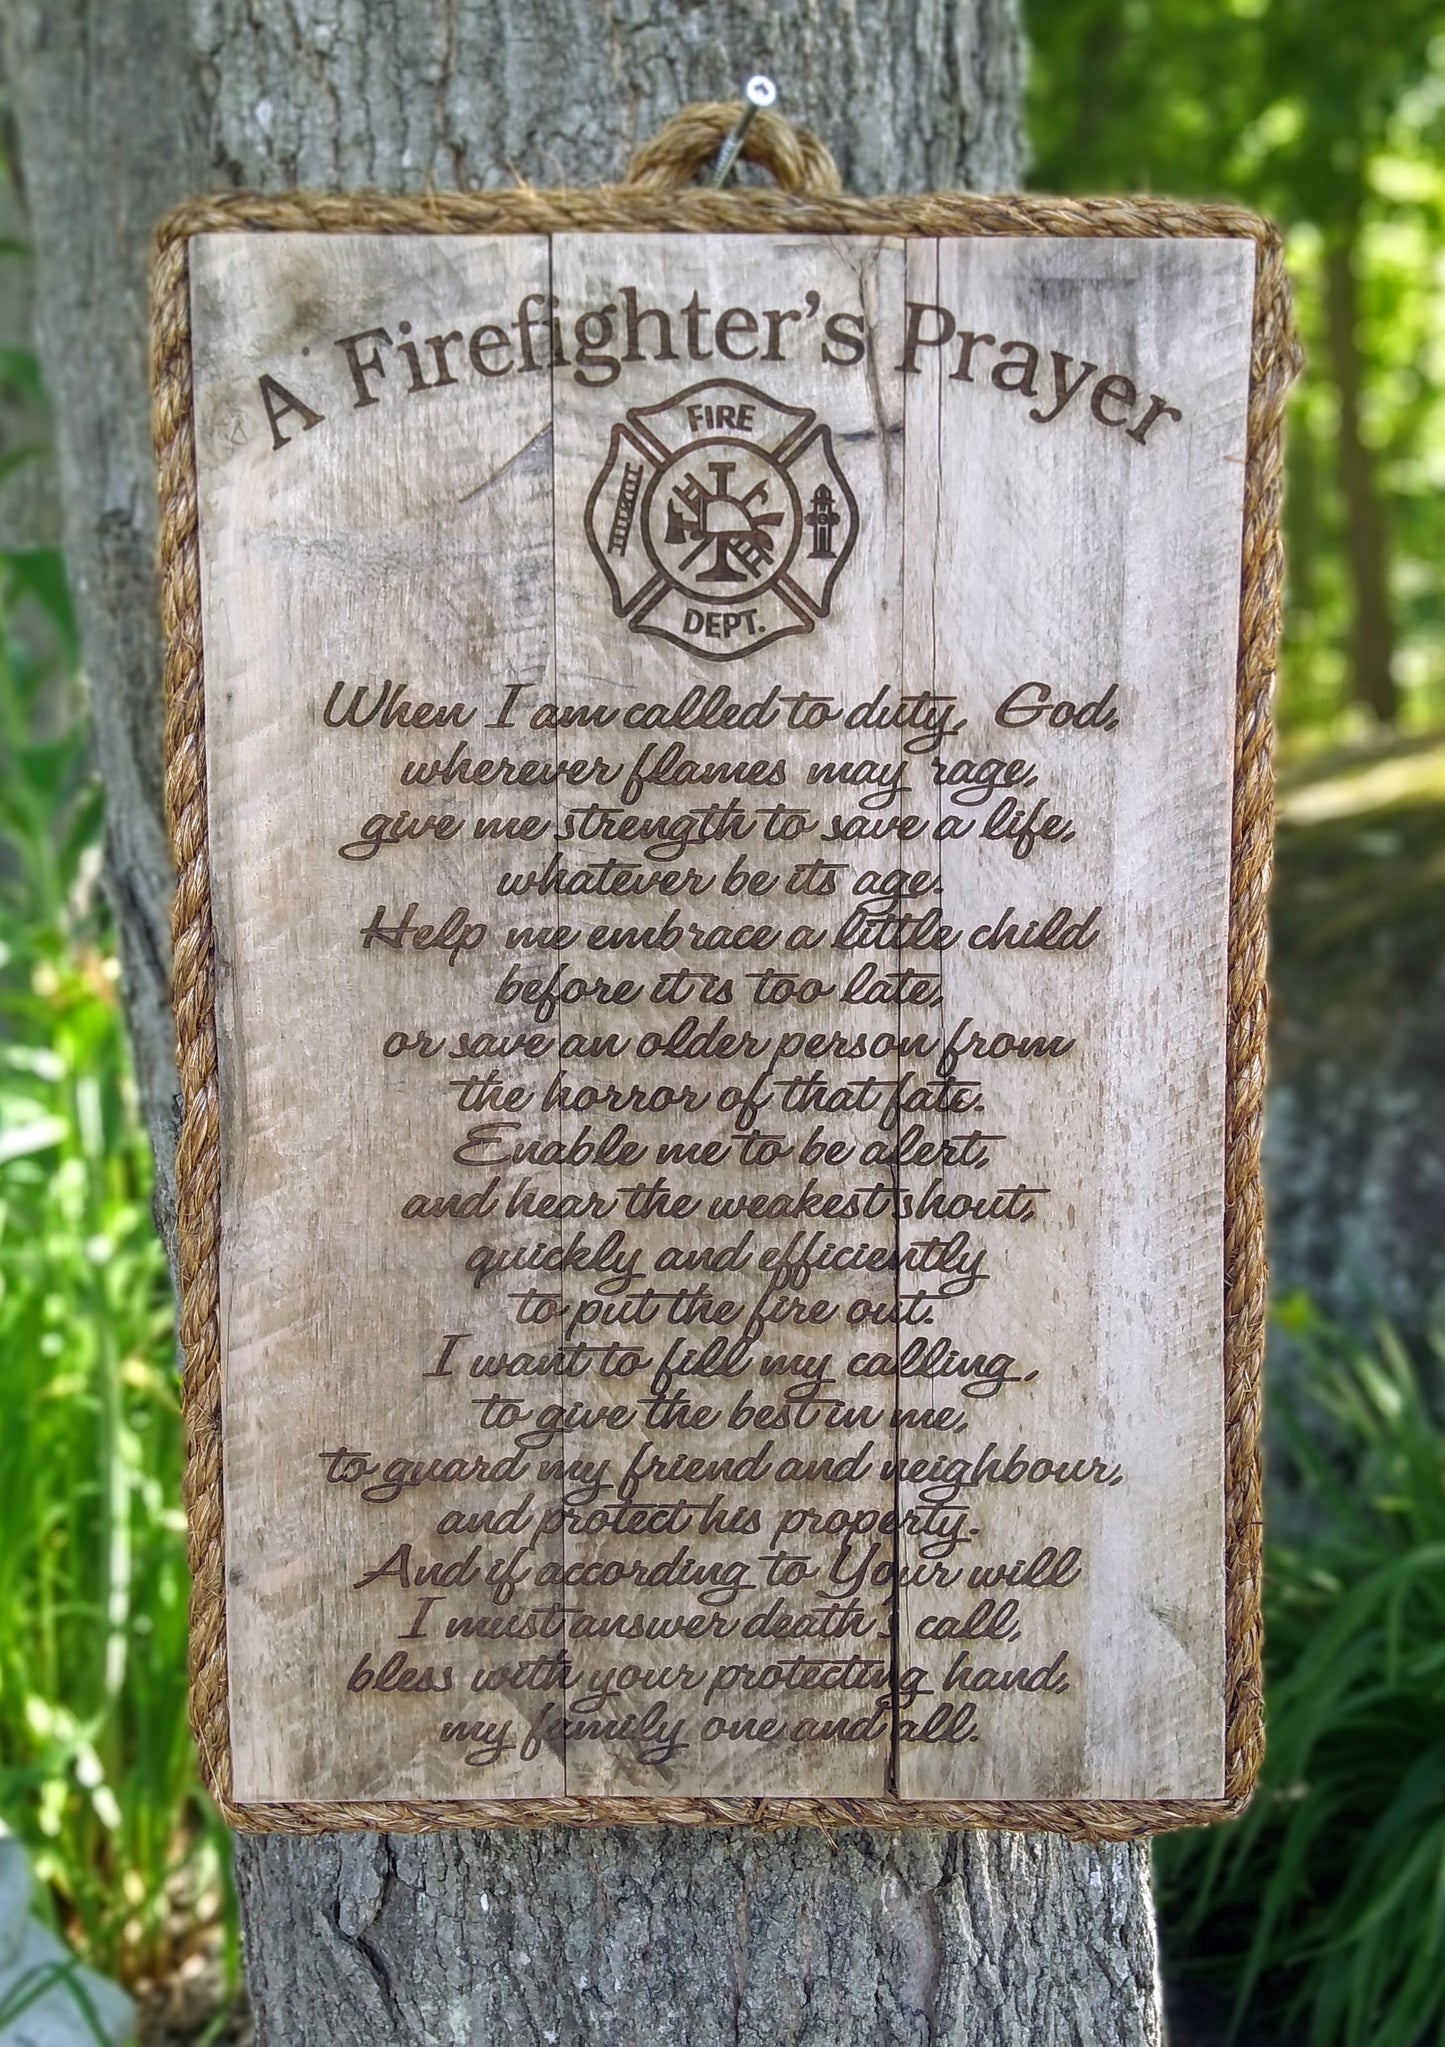 A Firefighter's Prayer
FIRE
DEPT.
When I am called to duty, God,
wherever flames may rage,
give me strength to save a life,
whatever be its age.
Help me embrace a little child
before it is too late,
or save an older person from
the horror of that fate.
Enable me to be alert,
and hear the weakest shout,
quickly and efficiently
to put the fire out.
I want to fill my calling,
to give the best in me,
to guard my friend and neighbour,
and protect his property.
And if according to Your will
I must answer death's call,
bless with your protecting hand,
my family one and all.